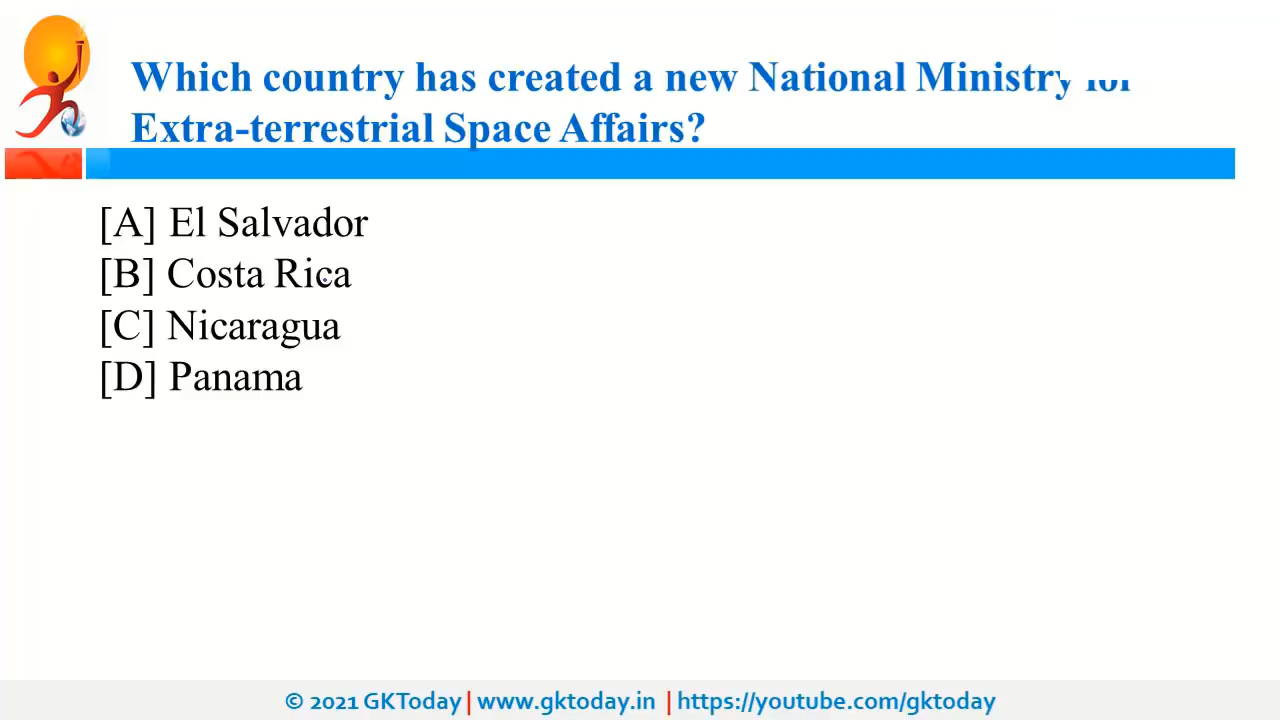 Which country has created a new National Ministry for
Extra-terrestrial Space Affairs?
[A] El Salvador
[B] Costa Rica
[C] Nicaragua
[D] Panama
© 2021 GKToday | www.gktoday.in | https://youtube.com/gktoday